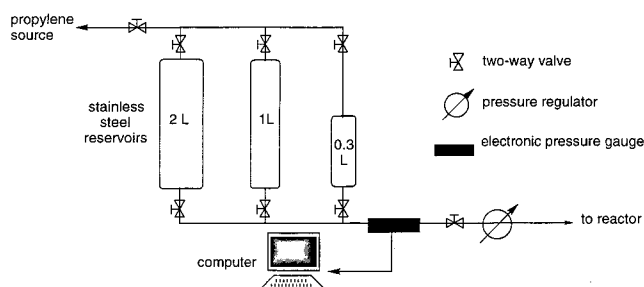 propylene
source
stainless
steel
reservoirs
2 L
1L
0.3
L
two-way valve
pressure regulator
electronic pressure gauge
to reactor
computer